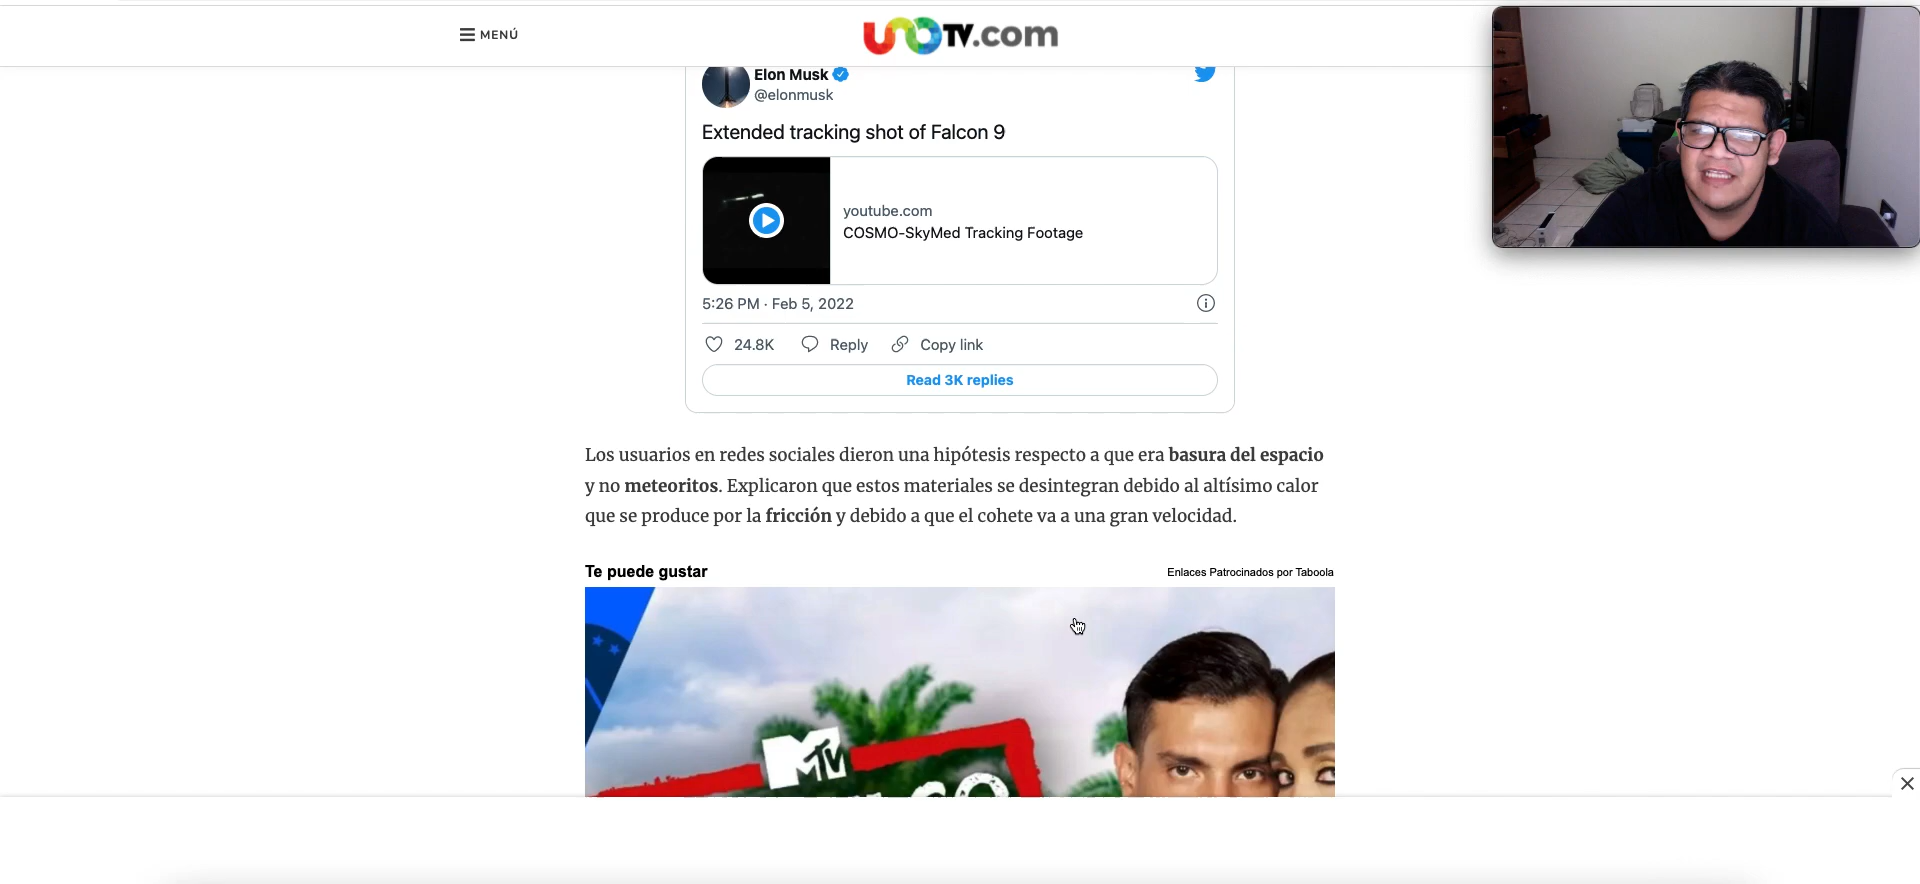 MENÚ
unoTV.com
Elon Musk
@elonmusk
Extended tracking shot of Falcon 9
youtube.com
COSMO-SkyMed Tracking Footage
5:26 PM · Feb 5, 2022
24.8K Reply Copy link
Read 3K replies
Los usuarios en redes sociales dieron una hipótesis respecto a que era basura del espacio
y no meteoritos. Explicaron que estos materiales se desintegran debido al altísimo calor
que se produce por la fricción y debido a que el cohete va a una gran velocidad.
Te puede gustar
Enlaces Patrocinados por Taboola
MTV